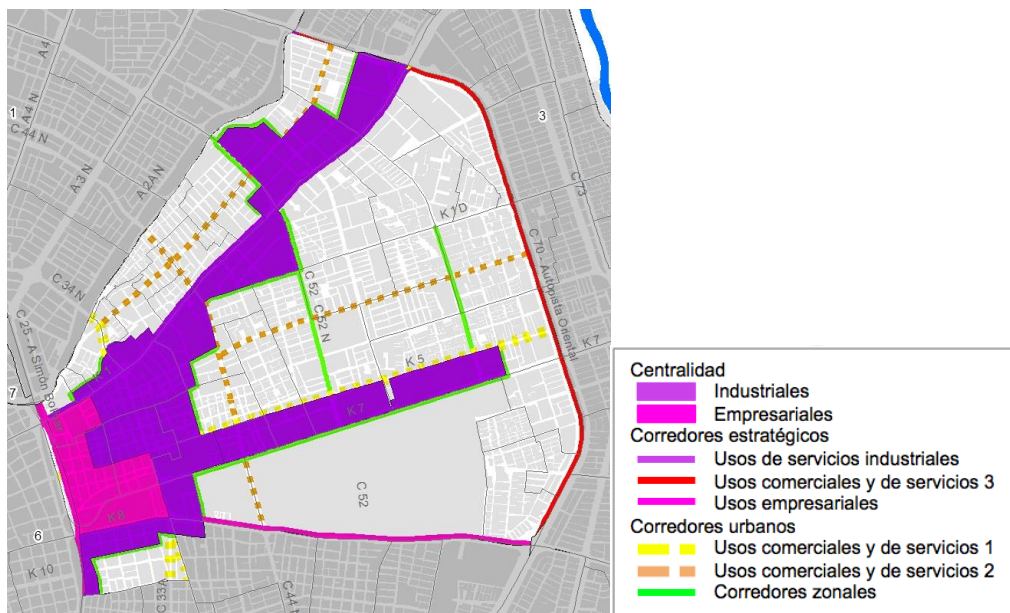 A 4
A4 N
1
C 44 N
A 3 N
A 2A N
3
C 73
K 1 D
C 34 N
C 52
C 52 N
C 70 - Autopista Oriental
C 25 - A Simón Bolívar
K 5
K 7
7
K 7
C 52
K 8
6
K 10
C 33A
C 44 N
Centralidad
Industriales
Empresariales
Corredores estratégicos
Usos de servicios industriales
Usos comerciales y de servicios 3
Usos empresariales
Corredores urbanos
Usos comerciales y de servicios 1
Usos comerciales y de servicios 2
Corredores zonales